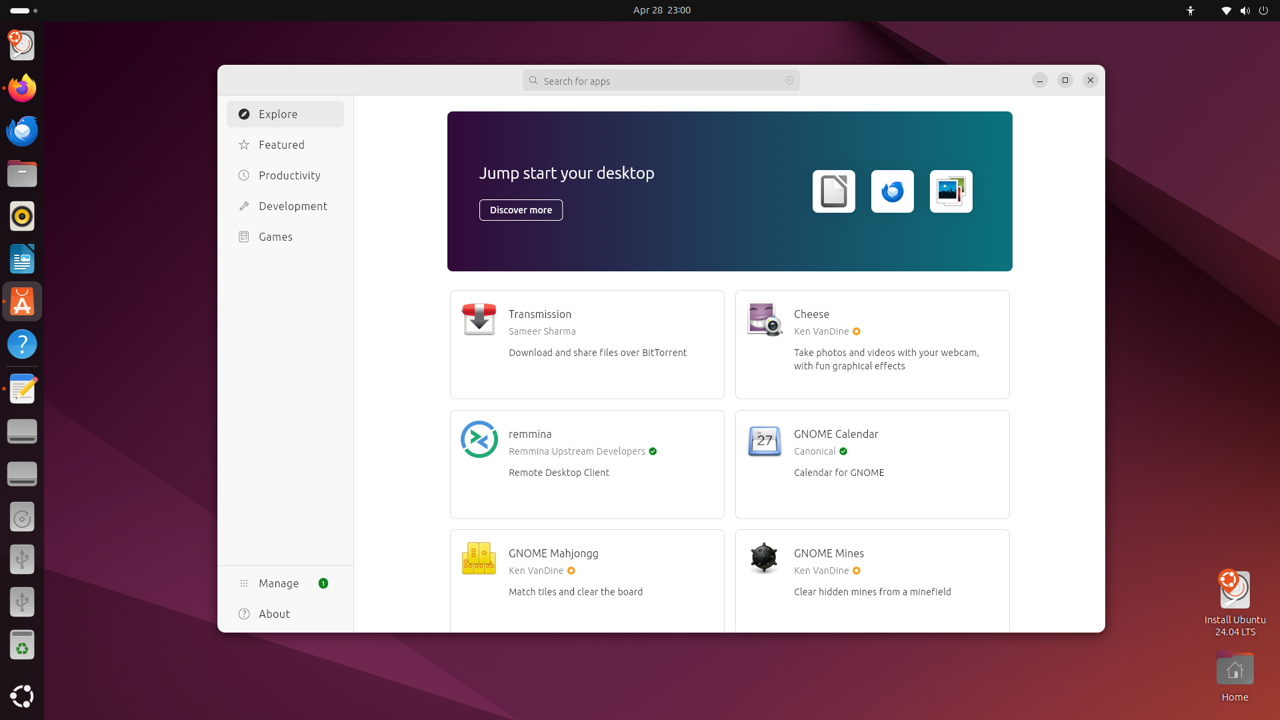 Apr 28 23:00
Search for apps
Explore
Featured
Productivity
Development
Games
Manage 1
About
Jump start your desktop
Discover more
Transmission
Sameer Sharma
Download and share files over BitTorrent
Cheese
Ken VanDine
Take photos and videos with your webcam,
with fun graphical effects
remmina
Remmina Upstream Developers
Remote Desktop Client
27
GNOME Calendar
Canonical
Calendar for GNOME
GNOME Mahjongg
Ken VanDine
Match tiles and clear the board
GNOME Mines
Ken VanDine
Clear hidden mines from a minefield
Install Ubuntu
24.04 LTS
Home